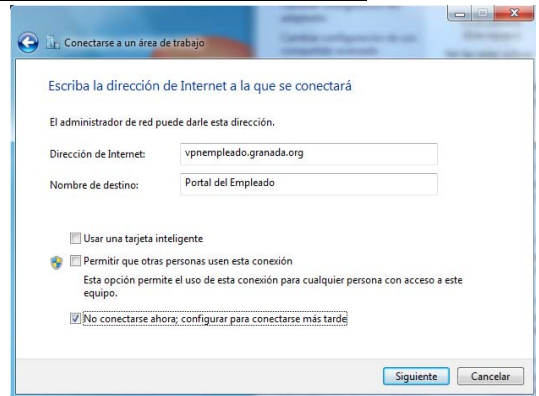 Conectarse a un área de trabajo
Escriba la dirección de Internet a la que se conectará
El administrador de red puede darle esta dirección.
Dirección de Internet: vpnempleado.granada.org
Nombre de destino: Portal del Empleado
Usar una tarjeta inteligente
Permitir que otras personas usen esta conexión
Esta opción permite el uso de esta conexión para cualquier persona con acceso a este
equipo.
No conectarse ahora; configurar para conectarse más tarde
Siguiente Cancelar